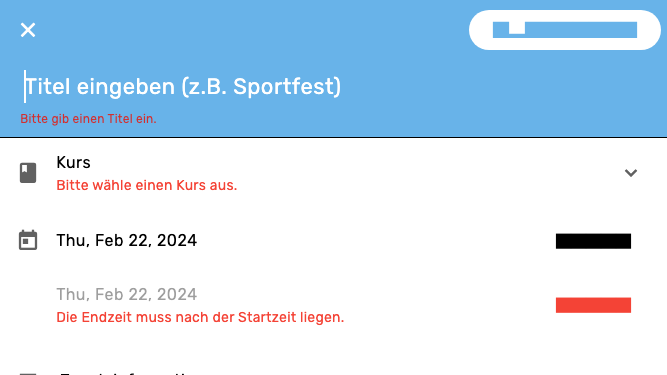 Titel eingeben (z.B. Sportfest)
Bitte gib einen Titel ein.
Kurs
Bitte wähle einen Kurs aus.
Thu, Feb 22, 2024
Thu, Feb 22, 2024
Die Endzeit muss nach der Startzeit liegen.